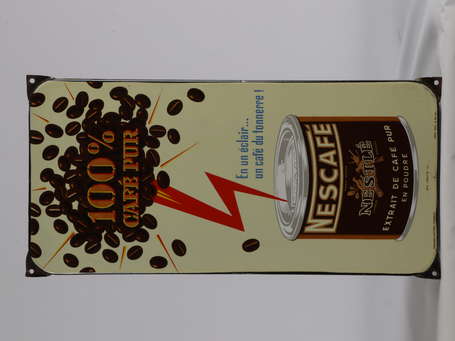 100%
CAFÉ PUR
En un éclair...
un café du tonnerre !
NESCAFÉ
NESTLÉ
EXTRAIT DE CAFÉ PUR
EN POUDRE